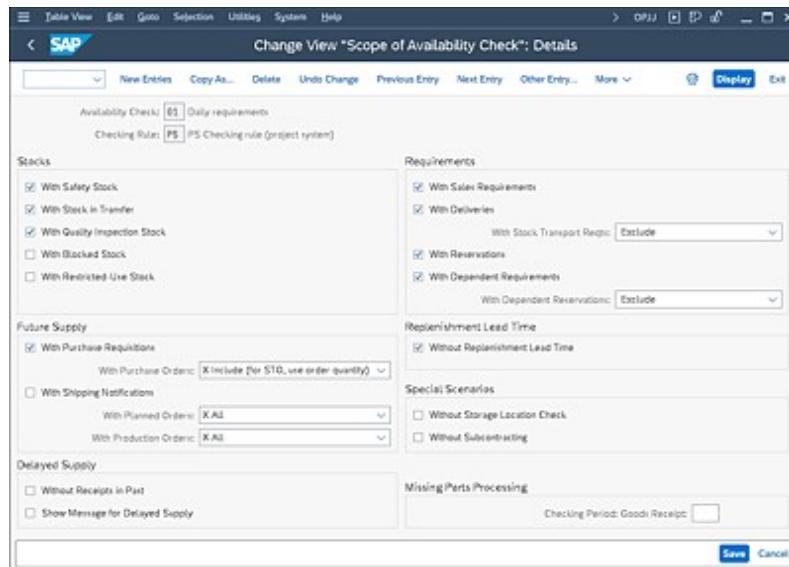 Table View Edit Goto Selection Utilities System Help OPJJ
SAP Change View "Scope of Availability Check": Details
New Entries Copy As... Delete Undo Change Previous Entry Next Entry Other Entry... More Display Exit
Availability Check: 01 Daily requirements
Checking Rule: PS PS Checking rule (project system)
Stocks
With Safety Stock
With Stock in Transfer
With Quality Inspection Stock
With Blocked Stock
With Restricted-Use Stock
Requirements
With Sales Requirements
With Deliveries
With Stock Transport Reqts: Exclude
With Reservations
With Dependent Requirements
With Dependent Reservations: Exclude
Future Supply
With Purchase Requisitions
With Purchase Orders: X Include (for STO, use order quantity)
With Shipping Notifications
With Planned Orders: X All
With Production Orders: X All
Replenishment Lead Time
Without Replenishment Lead Time
Special Scenarios
Without Storage Location Check
Without Subcontracting
Delayed Supply
Without Receipts in Past
Show Message for Delayed Supply
Missing Parts Processing
Checking Period: Goods Receipt:
Save Cancel